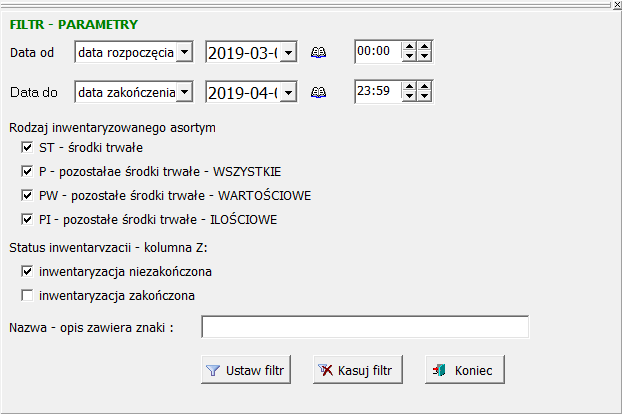 FILTR - PARAMETRY
Data od data rozpoczęcia 2019-03- 00:00
Data do data zakończenia 2019-04- 23:59
Rodzaj inwentaryzowanego asortym
ST - środki trwałe
P - pozostałae środki trwałe - WSZYSTKIE
PW - pozostałe środki trwałe - WARTOŚCIOWE
PI - pozostałe środki trwałe - ILOŚCIOWE
Status inwentaryzacji - kolumna Z:
inwentaryzacja niezakończona
inwentaryzacja zakończona
Nazwa - opis zawiera znaki :
Ustaw filtr Kasuj filtr Koniec